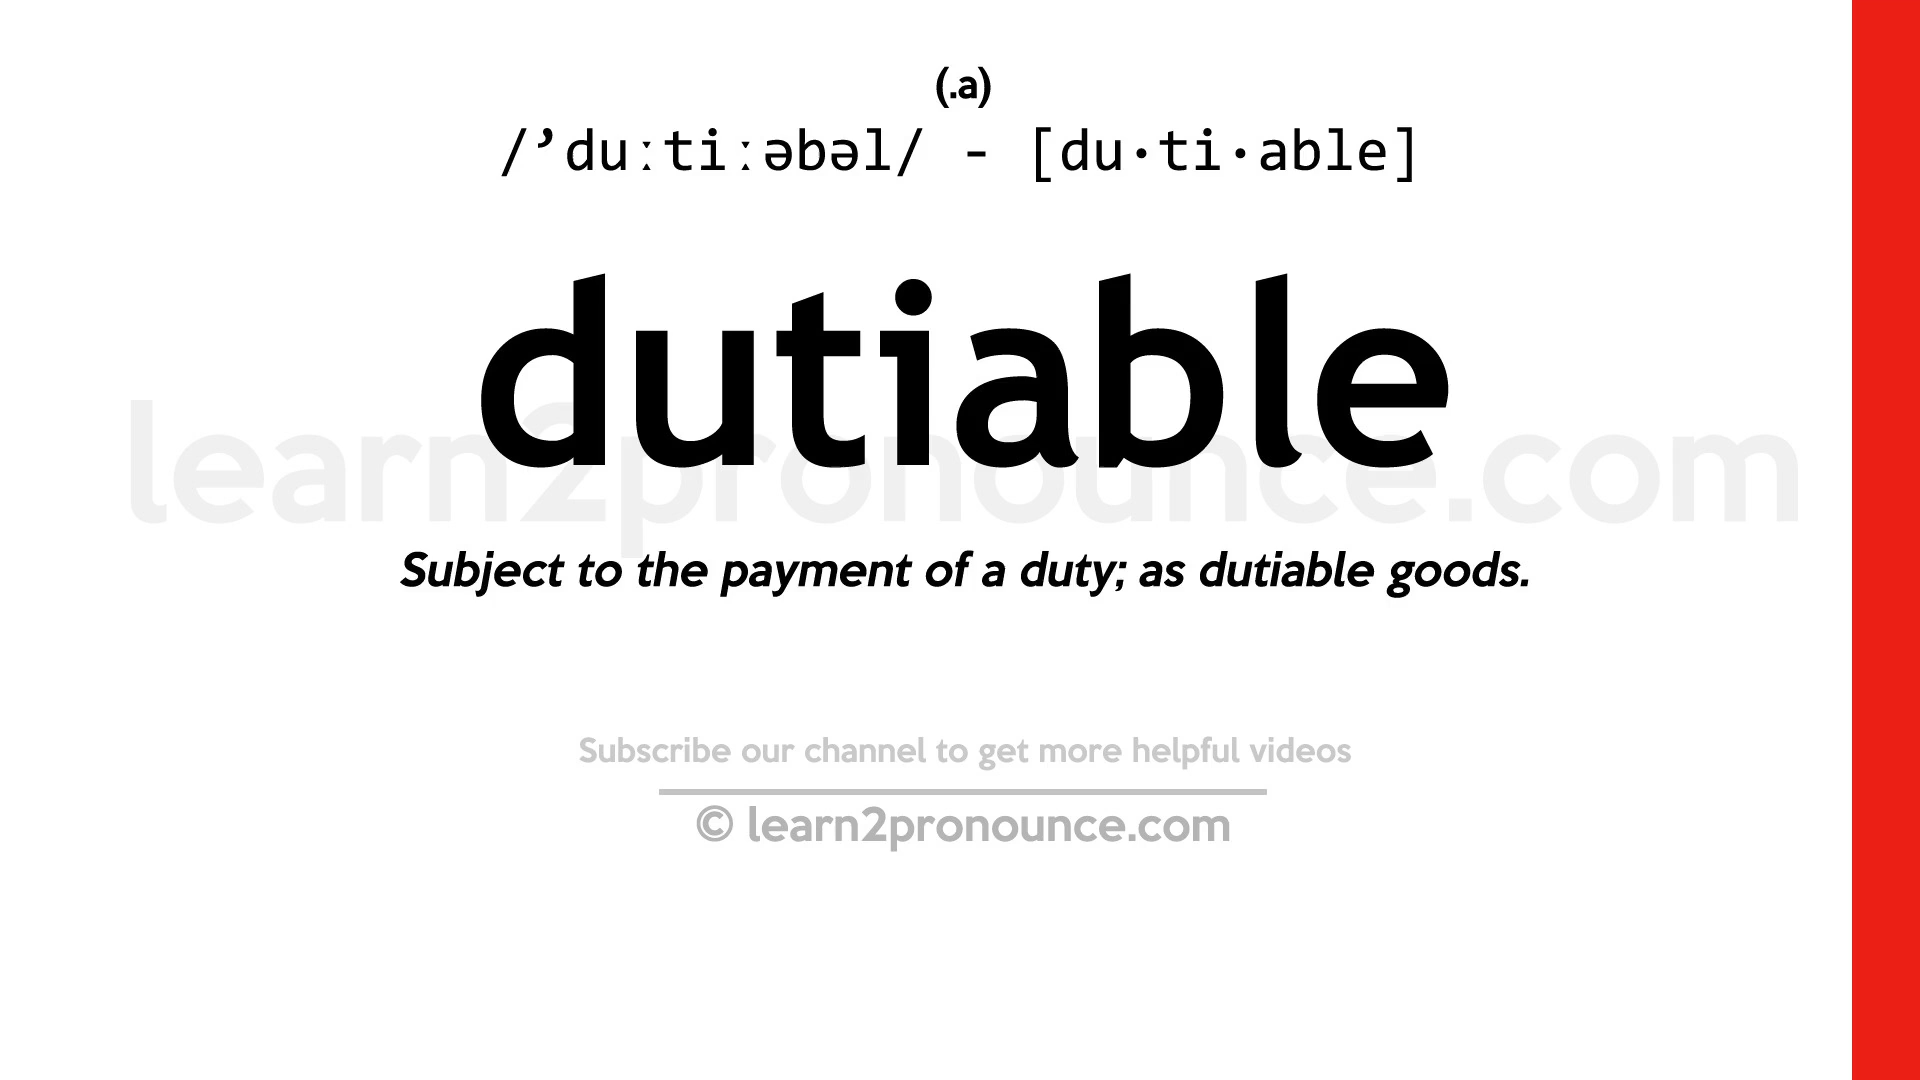 (.a)
/’duːtiːəbəl/ - [du·ti·able]
dutiable
learn2pronounce.com
Subject to the payment of a duty; as dutiable goods.
Subscribe our channel to get more helpful videos
© learn2pronounce.com